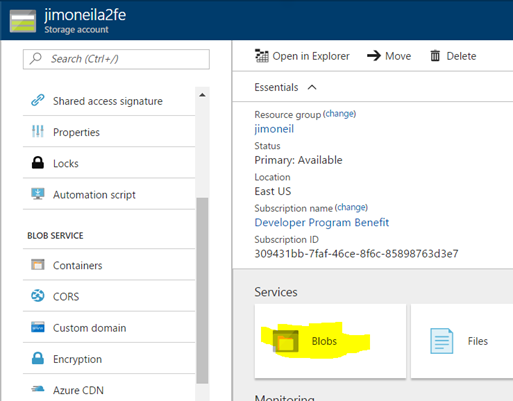 jimoneila2fe
Storage account
Search (Ctrl+/)
Shared access signature
Properties
Locks
Automation script
BLOB SERVICE
Containers
CORS
Custom domain
Encryption
Azure CDN
Open in Explorer Move Delete
Essentials
Resource group (change)
jimoneil
Status
Primary: Available
Location
East US
Subscription name (change)
Developer Program Benefit
Subscription ID
309431bb-7faf-46ce-8f6c-85898763d3e7
Services
Blobs Files
Monitoring